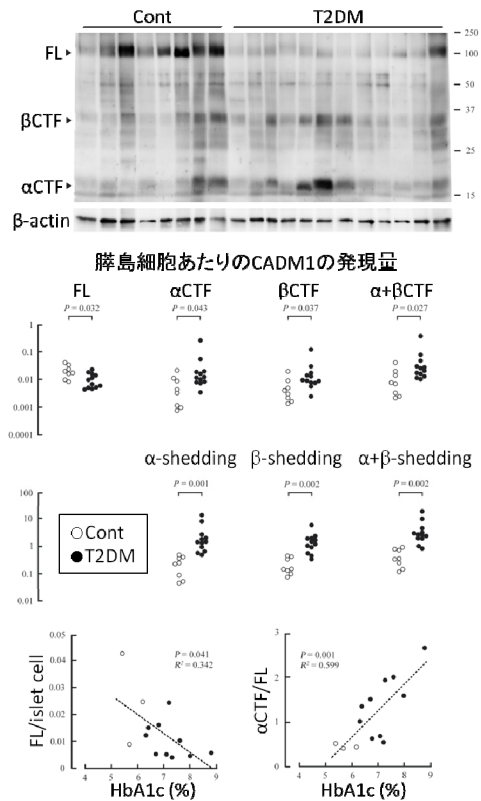 Cont T2DM
FL
βCTF
αCTF
β-actin
250
100
50
37
25
15
膵島細胞あたりのCADM1の発現量
FL αCTF βCTF α+βCTF
P = 0.032 P = 0.043 P = 0.037 P = 0.027
1
0.1
0.01
0.001
0.0001
α-shedding β-shedding α+β-shedding
P = 0.001 P = 0.002 P = 0.002
100
10
1
0.1
0.01
Cont
T2DM
FL/islet cell
0.05
0.04
0.03
0.02
0.01
0
P = 0.041
R² = 0.342
4 5 6 7 8 9
HbA1c (%)
αCTF/FL
3
2
1
0
P = 0.001
R² = 0.599
4 5 6 7 8 9
HbA1c (%)